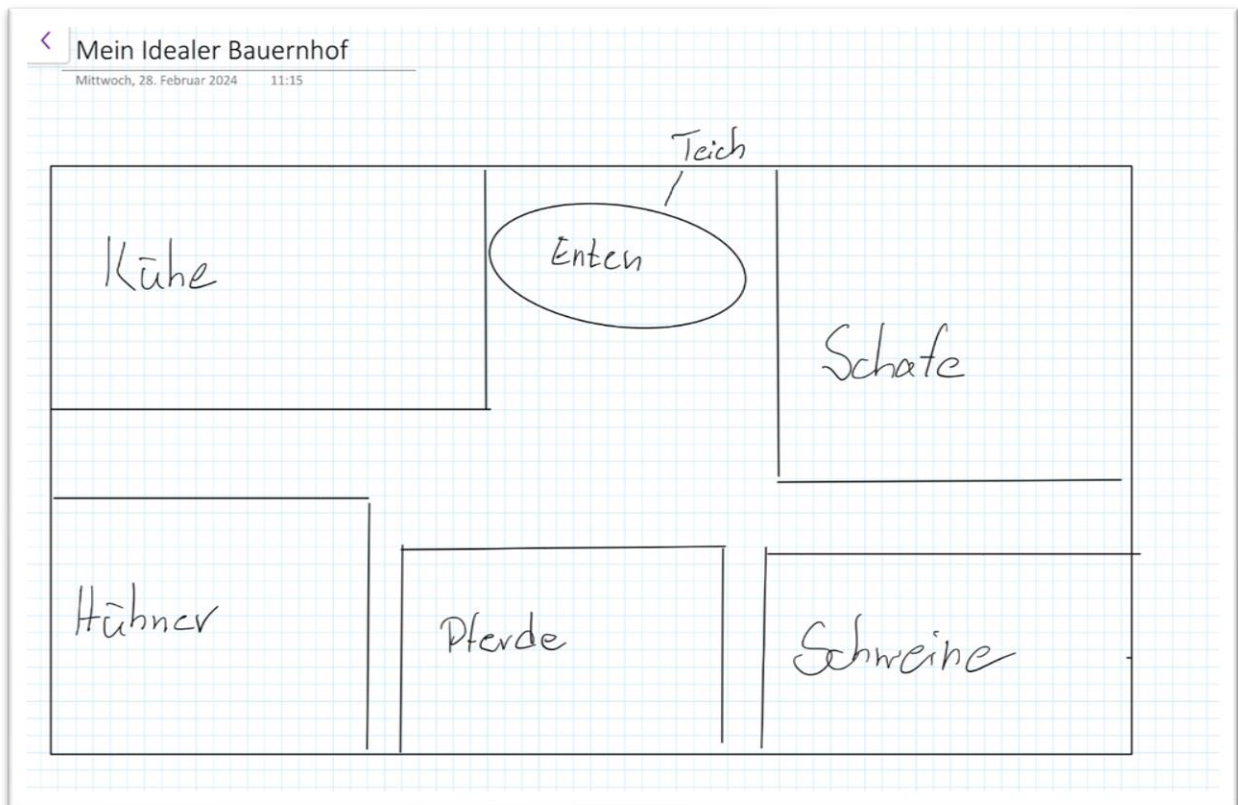 Mein Idealer Bauernhof
Mittwoch, 28. Februar 2024 11:15
Teich
Kühe
Enten
Schafe
Hühner
Pferde
Schweine